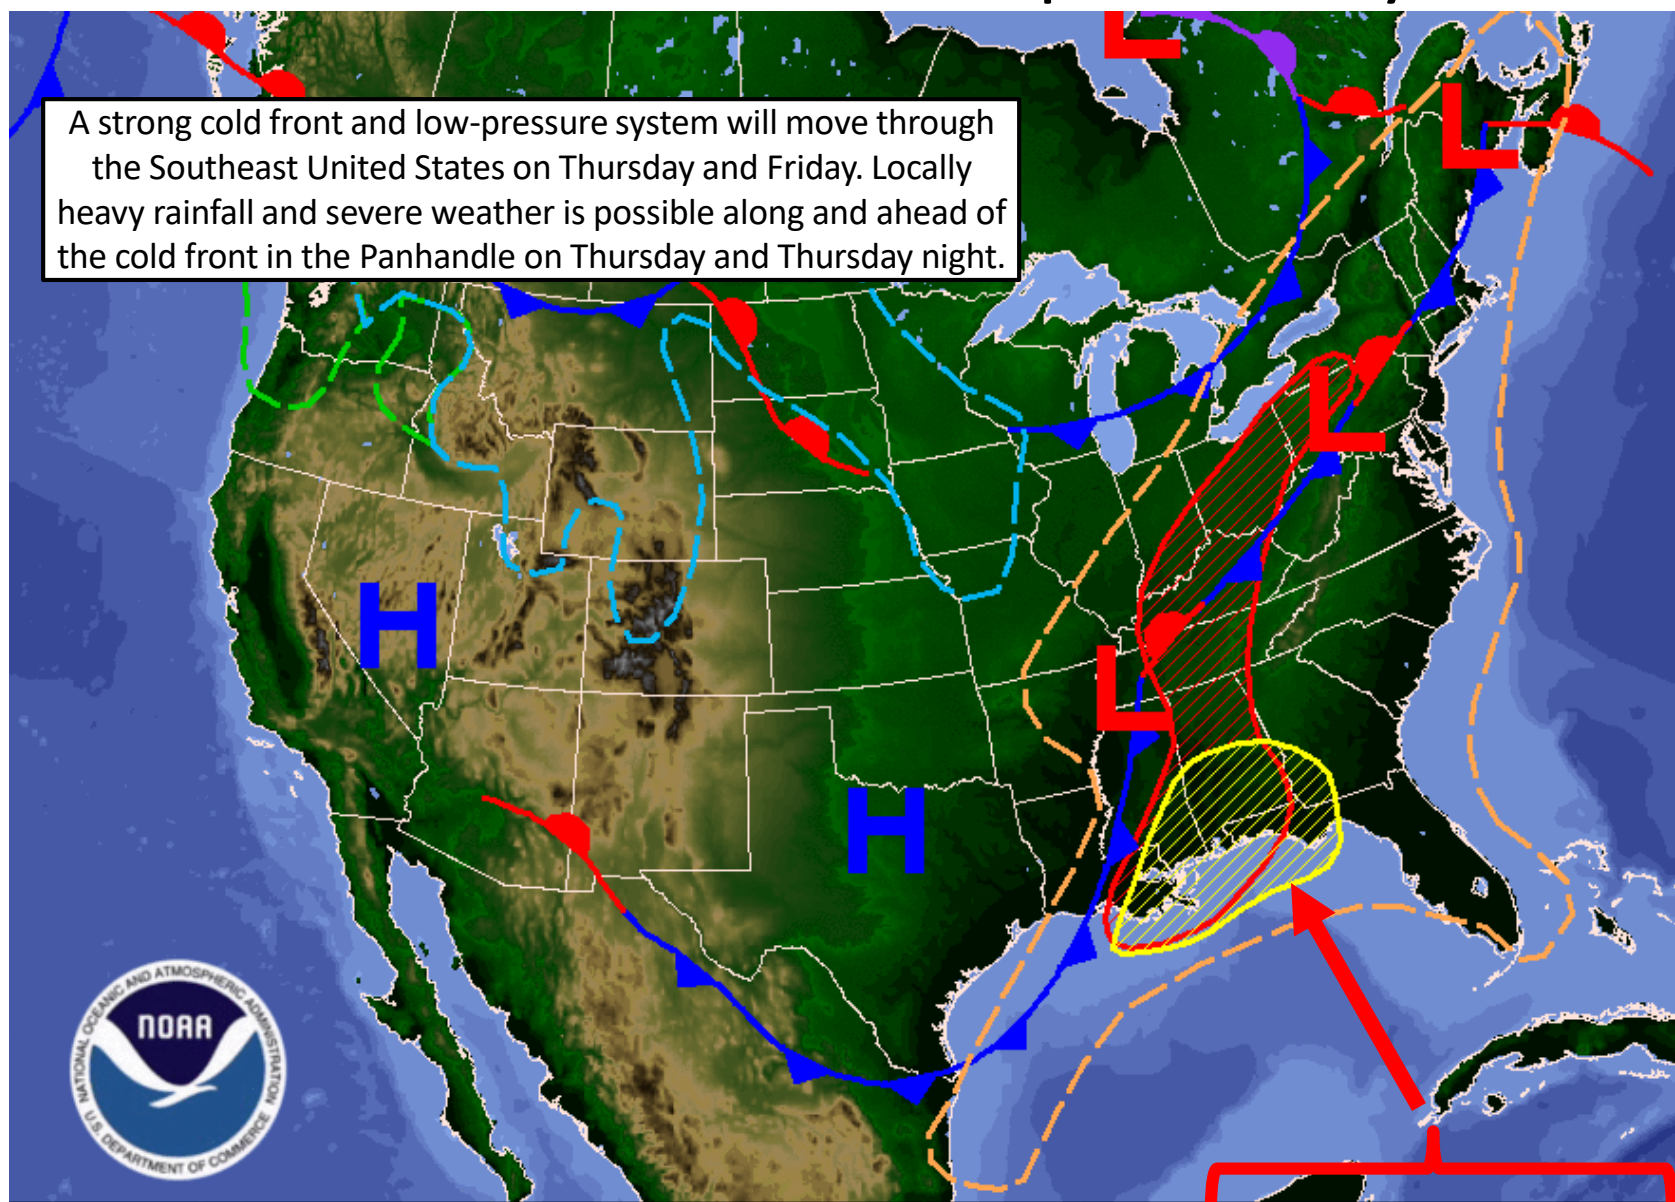 A strong cold front and low-pressure system will move through
the Southeast United States on Thursday and Friday. Locally
heavy rainfall and severe weather is possible along and ahead of
the cold front in the Panhandle on Thursday and Thursday night.
L
L
L
L
H
H
NATIONAL OCEANIC AND ATMOSPHERIC ADMINISTRATION
NOAA
U.S. DEPARTMENT OF COMMERCE